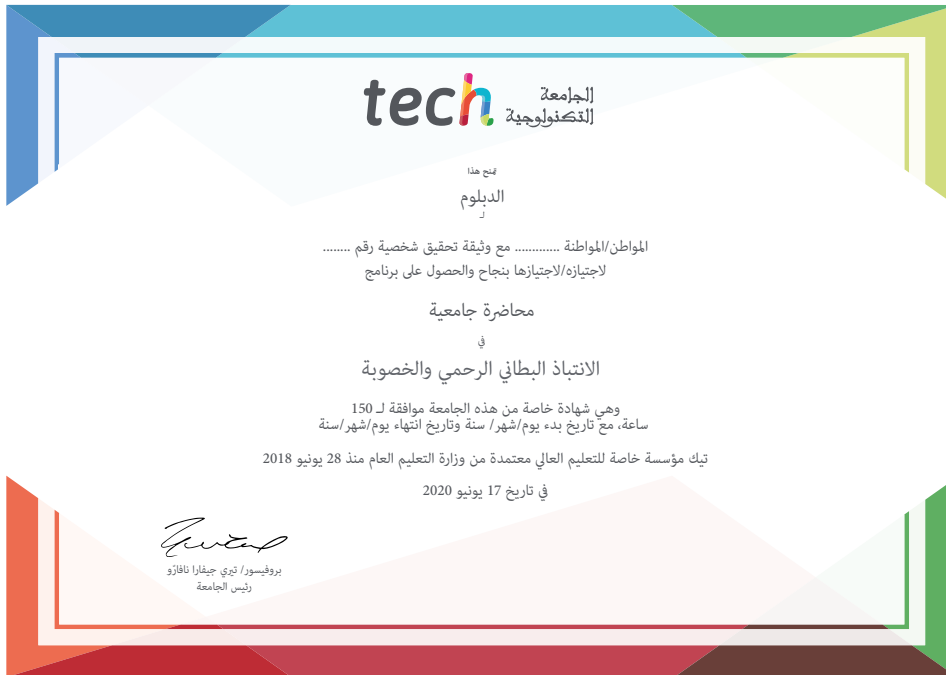 tech الجامعة
التكنولوجية
يمنح هذا
الدبلوم
لـ
المواطن/المواطنة ............. مع وثيقة تحقيق شخصية رقم ........
لاجتيازه/لاجتيازها بنجاح والحصول على برنامج
محاضرة جامعية
في
الانتباذ البطاني الرحمي والخصوبة
وهي شهادة خاصة من هذه الجامعة موافقة لـ 150
ساعة، مع تاريخ بدء يوم/شهر/ سنة وتاريخ انتهاء يوم/شهر/سنة
تيك مؤسسة خاصة للتعليم العالي معتمدة من وزارة التعليم العام منذ 28 يونيو 2018
في تاريخ 17 يونيو 2020
بروفيسور/ تيري جيفارا نافارّو
رئيس الجامعة